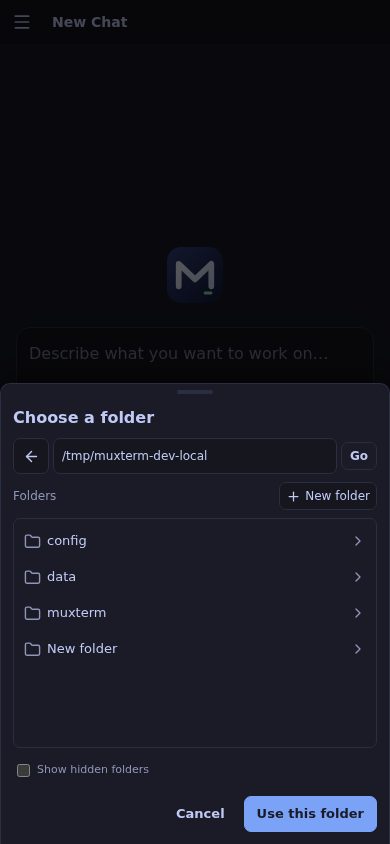 New Chat
Describe what you want to work on...
Choose a folder
/tmp/muxterm-dev-local
Go
Folders
New folder
config
data
muxterm
New folder
Show hidden folders
Cancel
Use this folder